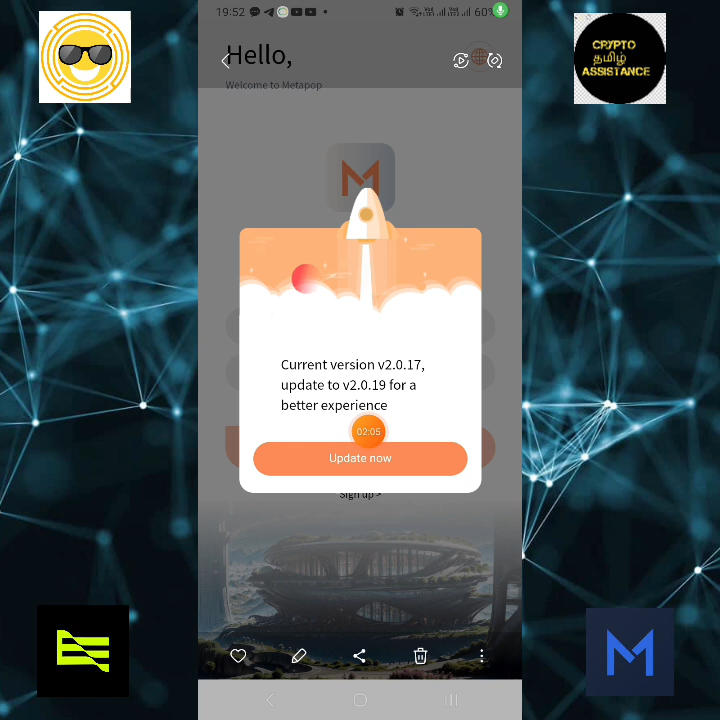 19:52
60%
Hello,
Welcome to Metapop
CRYPTO
தமிழ்
ASSISTANCE
Current version v2.0.17,
update to v2.0.19 for a
better experience
02:05
Update now
Sign up >